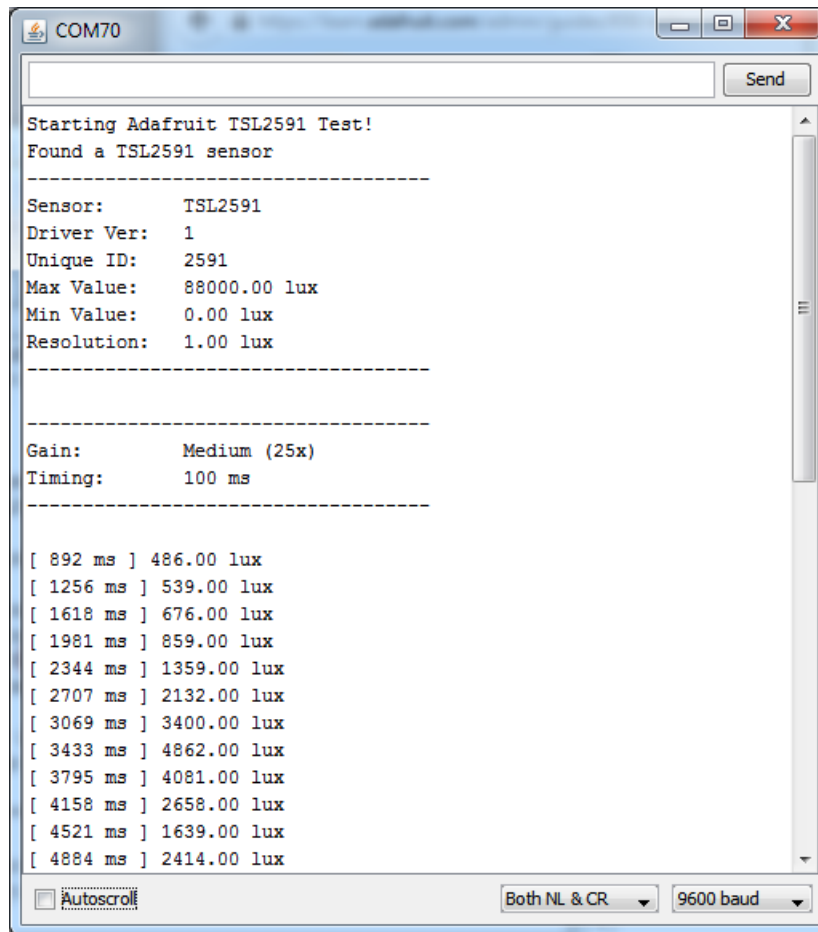 COM70
Send
Starting Adafruit TSL2591 Test!
Found a TSL2591 sensor
------------------------------------
Sensor:       TSL2591
Driver Ver:   1
Unique ID:    2591
Max Value:    88000.00 lux
Min Value:    0.00 lux
Resolution:   1.00 lux
------------------------------------
------------------------------------
Gain:         Medium (25x)
Timing:       100 ms
------------------------------------
[ 892 ms ] 486.00 lux
[ 1256 ms ] 539.00 lux
[ 1618 ms ] 676.00 lux
[ 1981 ms ] 859.00 lux
[ 2344 ms ] 1359.00 lux
[ 2707 ms ] 2132.00 lux
[ 3069 ms ] 3400.00 lux
[ 3433 ms ] 4862.00 lux
[ 3795 ms ] 4081.00 lux
[ 4158 ms ] 2658.00 lux
[ 4521 ms ] 1639.00 lux
[ 4884 ms ] 2414.00 lux
Autoscroll Both NL & CR 9600 baud